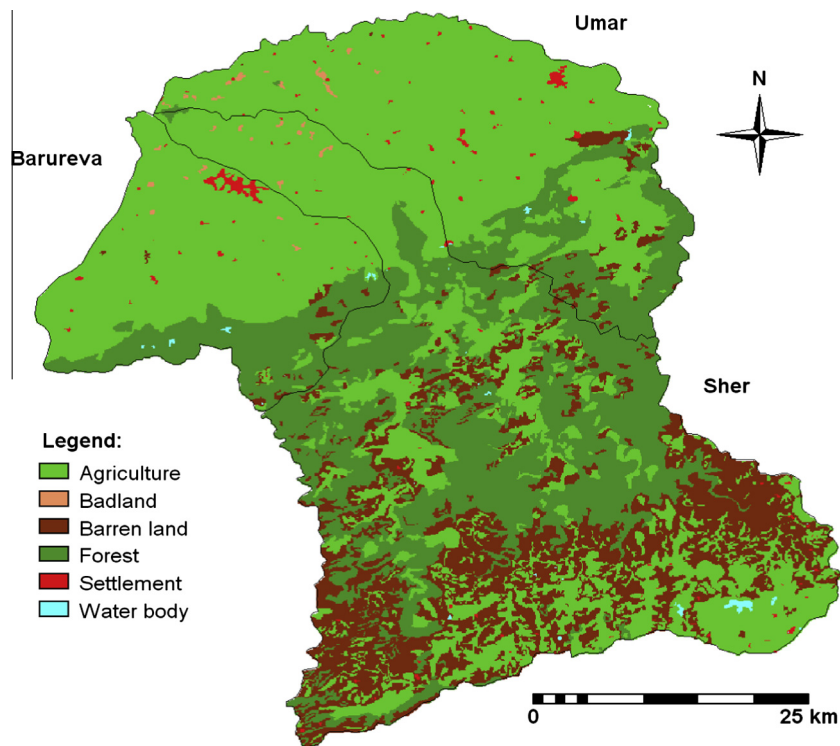 Umar
N
Barureva
Sher
Legend:
Agriculture
Badland
Barren land
Forest
Settlement
Water body
0 25 km